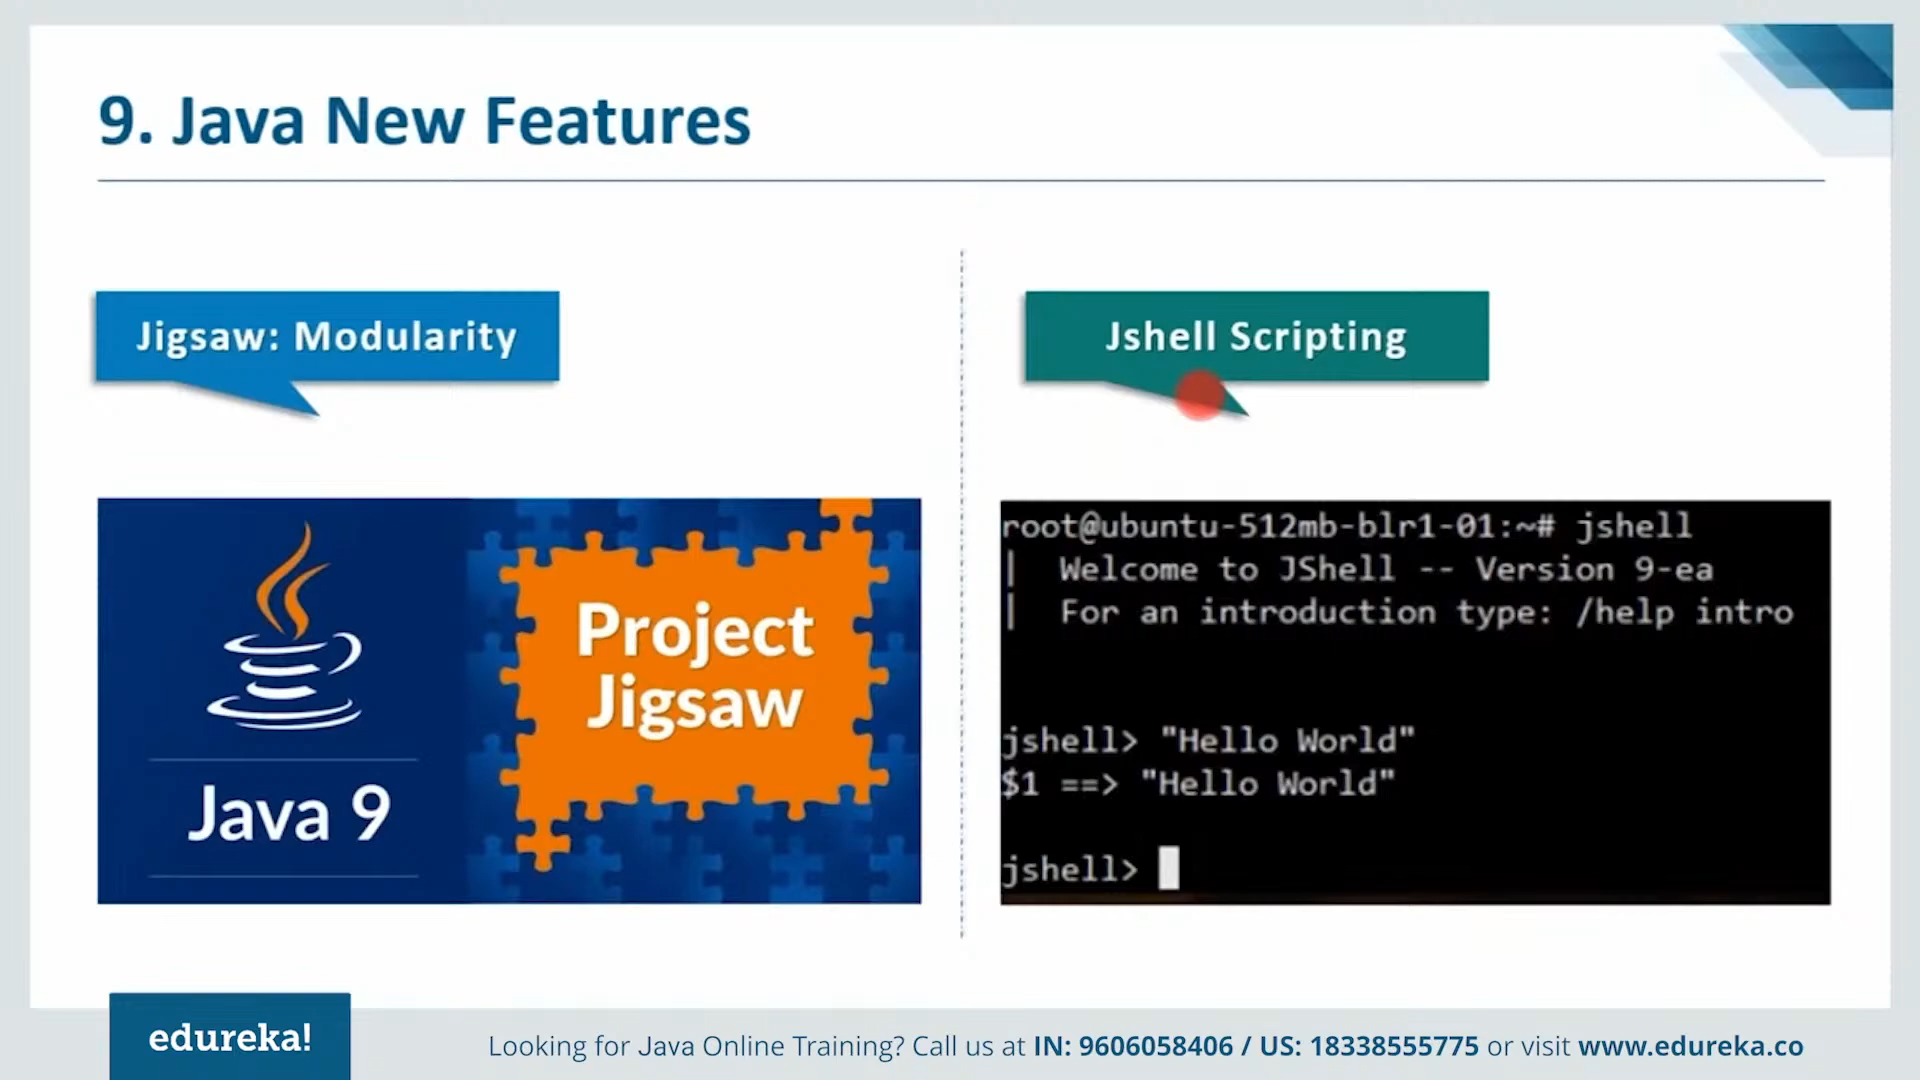 9. Java New Features
Jigsaw: Modularity
Java 9
Project
Jigsaw
Jshell Scripting
root@ubuntu-512mb-blr1-01:~# jshell
| Welcome to JShell -- Version 9-ea
| For an introduction type: /help intro
jshell> "Hello World"
$1 ==> "Hello World"
jshell>
edureka!
Looking for Java Online Training? Call us at IN: 9606058406 / US: 18338555775 or visit www.edureka.co